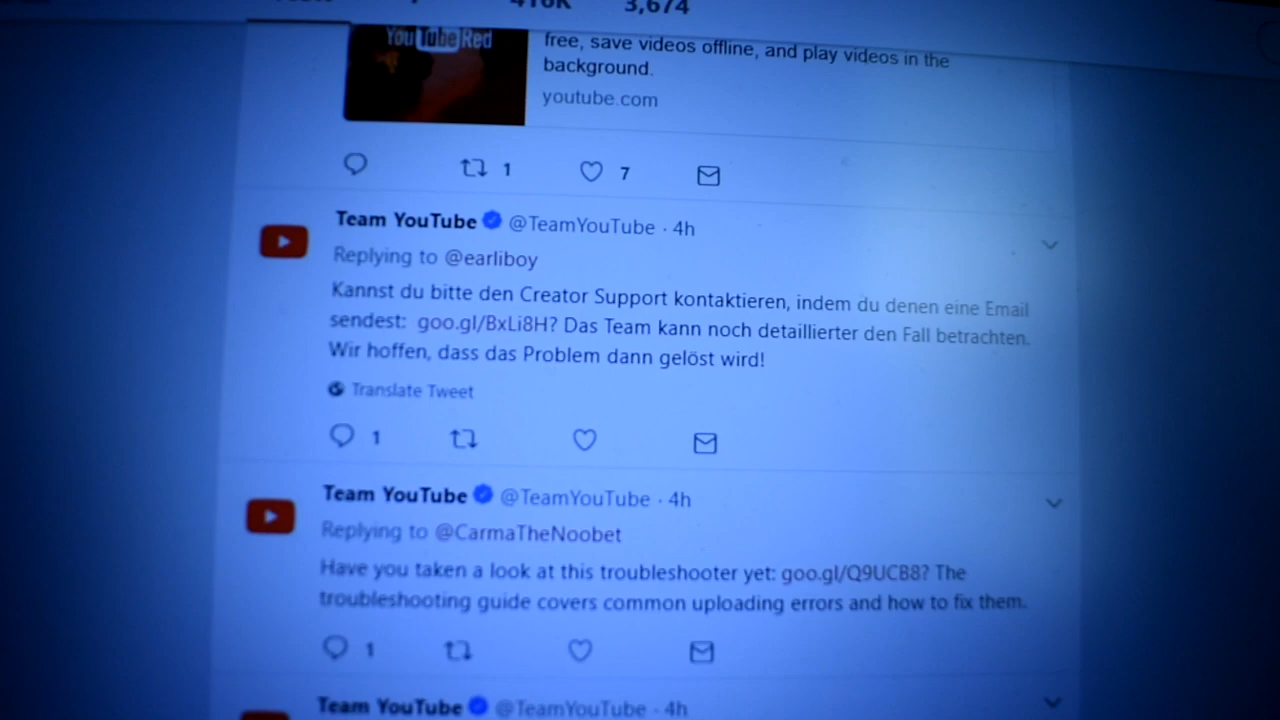 416K 3,674
YouTube Red
free, save videos offline, and play videos in the
background.
youtube.com
1 7
Team YouTube @TeamYouTube · 4h
Replying to @earliboy
Kannst du bitte den Creator Support kontaktieren, indem du denen eine Email
sendest: goo.gl/BxLi8H? Das Team kann noch detaillierter den Fall betrachten.
Wir hoffen, dass das Problem dann gelöst wird!
Translate Tweet
1
Team YouTube @TeamYouTube · 4h
Replying to @CarmaTheNoobet
Have you taken a look at this troubleshooter yet: goo.gl/Q9UCB8? The
troubleshooting guide covers common uploading errors and how to fix them.
1
Team YouTube @TeamYouTube · 4h